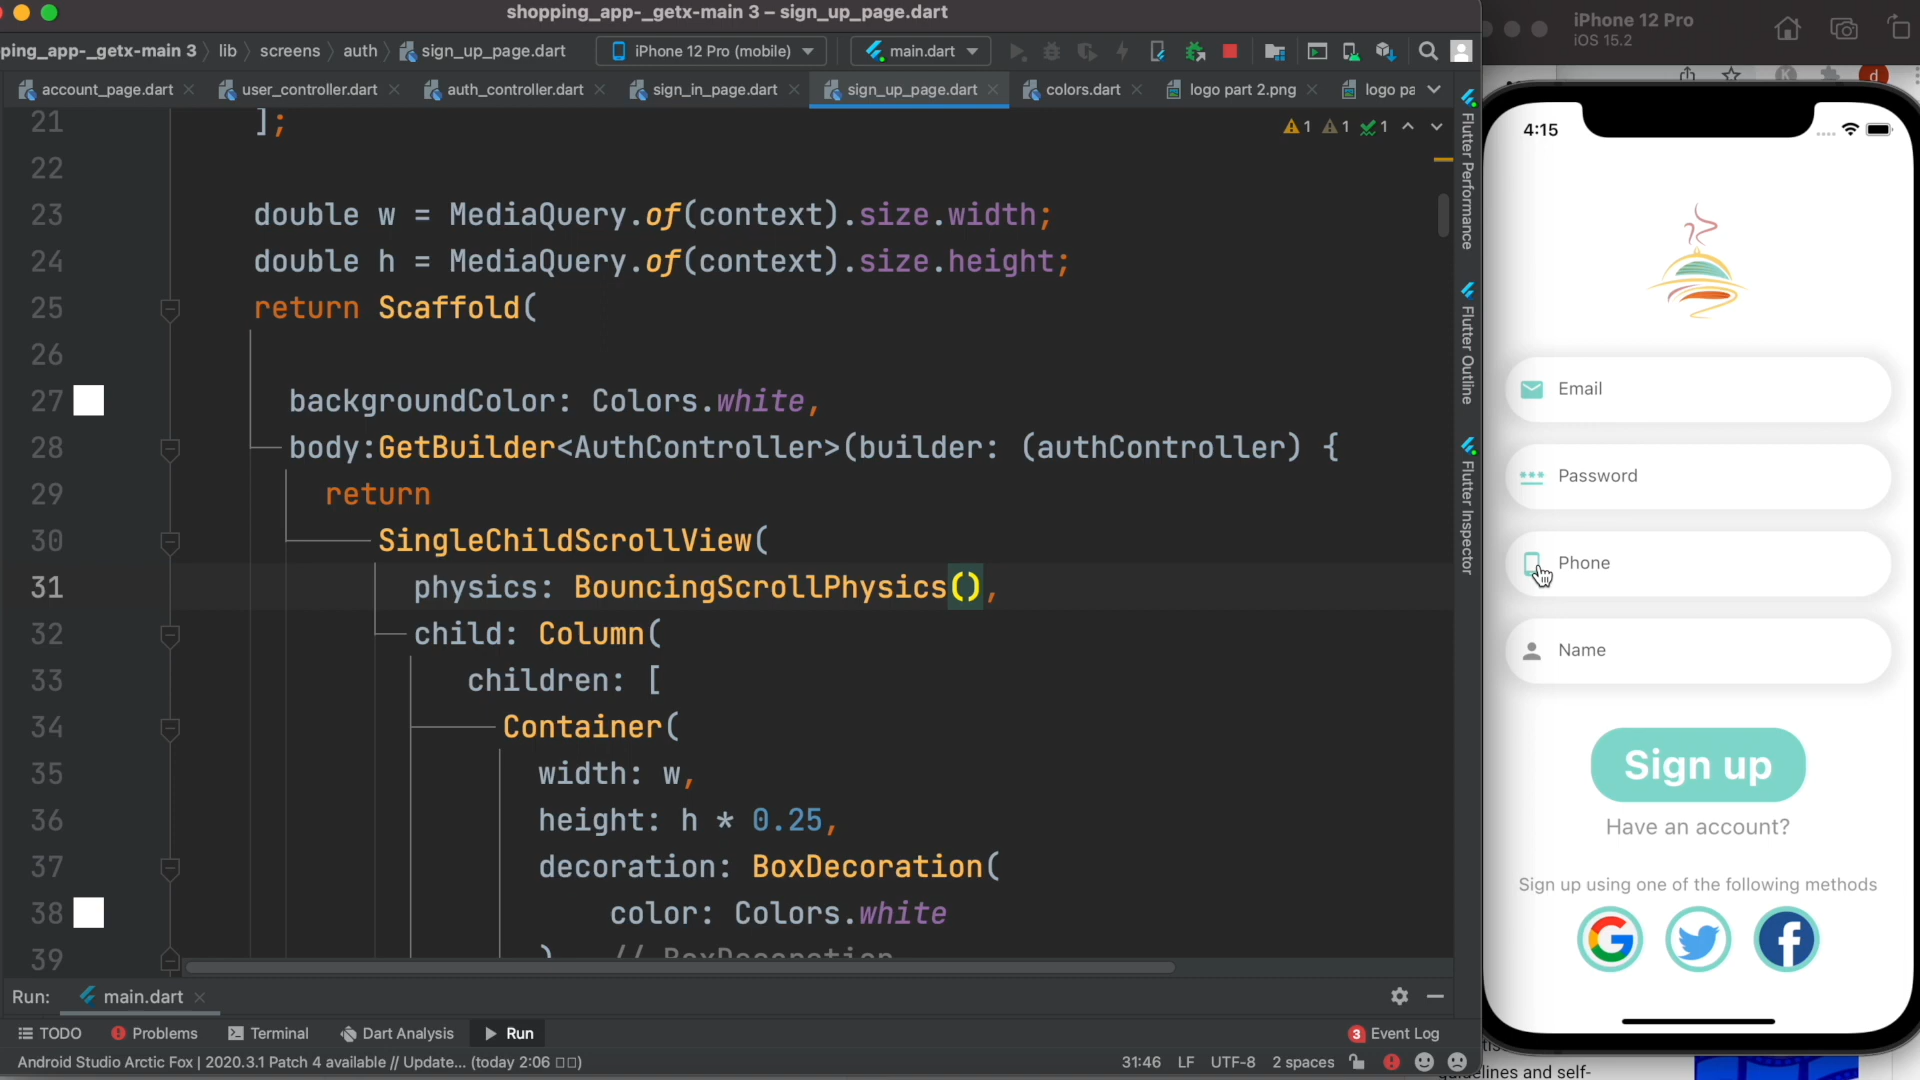 shopping_app-_getx-main 3 – sign_up_page.dart
ping_app-_getx-main 3 〉 lib 〉 screens 〉 auth 〉 sign_up_page.dart
iPhone 12 Pro (mobile)
main.dart
account_page.dart
user_controller.dart
auth_controller.dart
sign_in_page.dart
sign_up_page.dart
colors.dart
logo part 2.png
logo pa
1 1 1
21 ];
22
23 double w = MediaQuery.of(context).size.width;
24 double h = MediaQuery.of(context).size.height;
25 return Scaffold(
26
27 backgroundColor: Colors.white,
28 body:GetBuilder<AuthController>(builder: (authController) {
29 return
30 SingleChildScrollView(
31 physics: BouncingScrollPhysics(),
32 child: Column(
33 children: [
34 Container(
35 width: w,
36 height: h * 0.25,
37 decoration: BoxDecoration(
38 color: Colors.white
39 ) // BoxDecoration
Flutter Performance
Flutter Outline
Flutter Inspector
Run: main.dart
TODO
Problems
Terminal
Dart Analysis
Run
3 Event Log
Android Studio Arctic Fox | 2020.3.1 Patch 4 available // Update... (today 2:06
31:46 LF UTF-8 2 spaces
iPhone 12 Pro
iOS 15.2
K
d
4:15
Email
Password
Phone
Name
Sign up
Have an account?
Sign up using one of the following methods
G
f
guidelines and self-